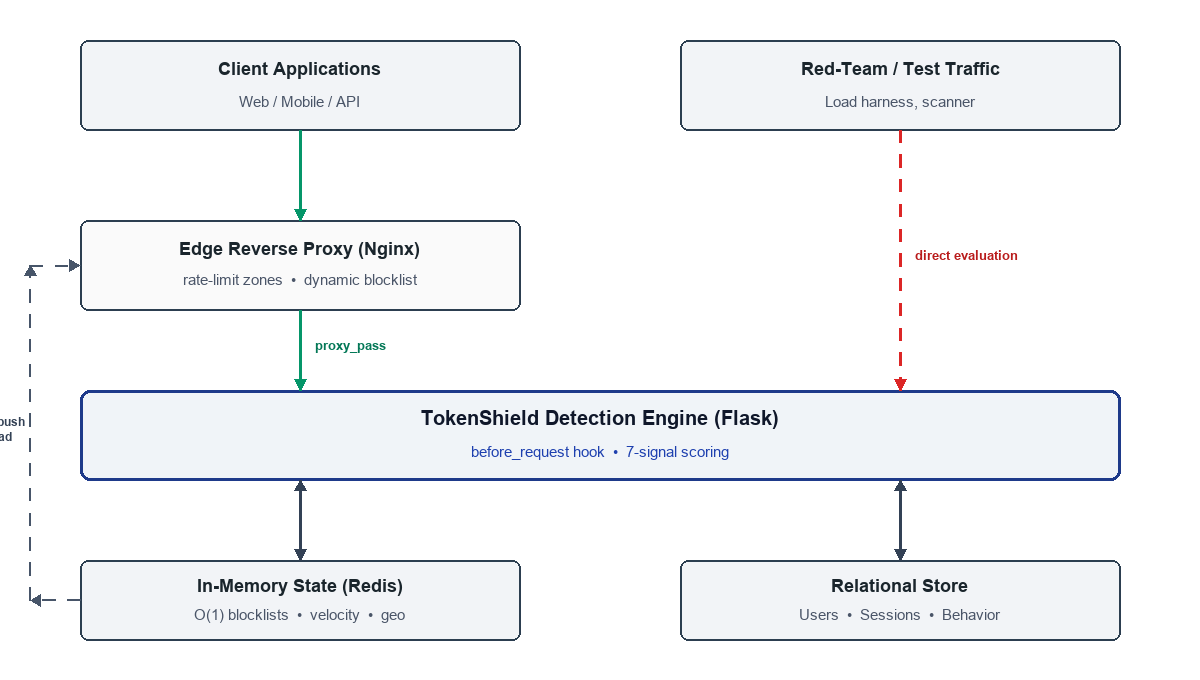 Client Applications
Web / Mobile / API
Red-Team / Test Traffic
Load harness, scanner
Edge Reverse Proxy (Nginx)
rate-limit zones • dynamic blocklist
direct evaluation
proxy_pass
TokenShield Detection Engine (Flask)
before_request hook • 7-signal scoring
In-Memory State (Redis)
O(1) blocklists • velocity • geo
Relational Store
Users • Sessions • Behavior